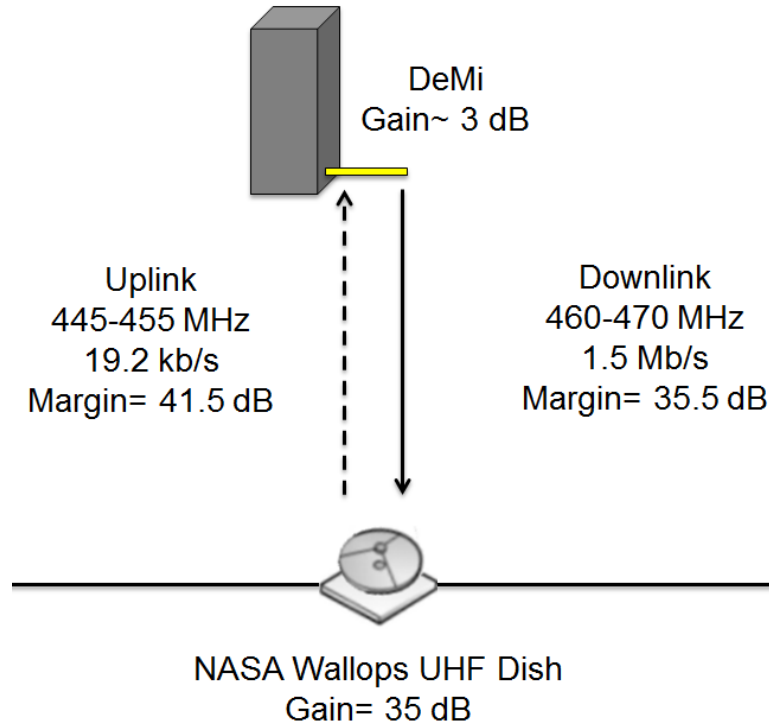 DeMi
Gain~ 3 dB
Uplink
445-455 MHz
19.2 kb/s
Margin= 41.5 dB
Downlink
460-470 MHz
1.5 Mb/s
Margin= 35.5 dB
NASA Wallops UHF Dish
Gain= 35 dB